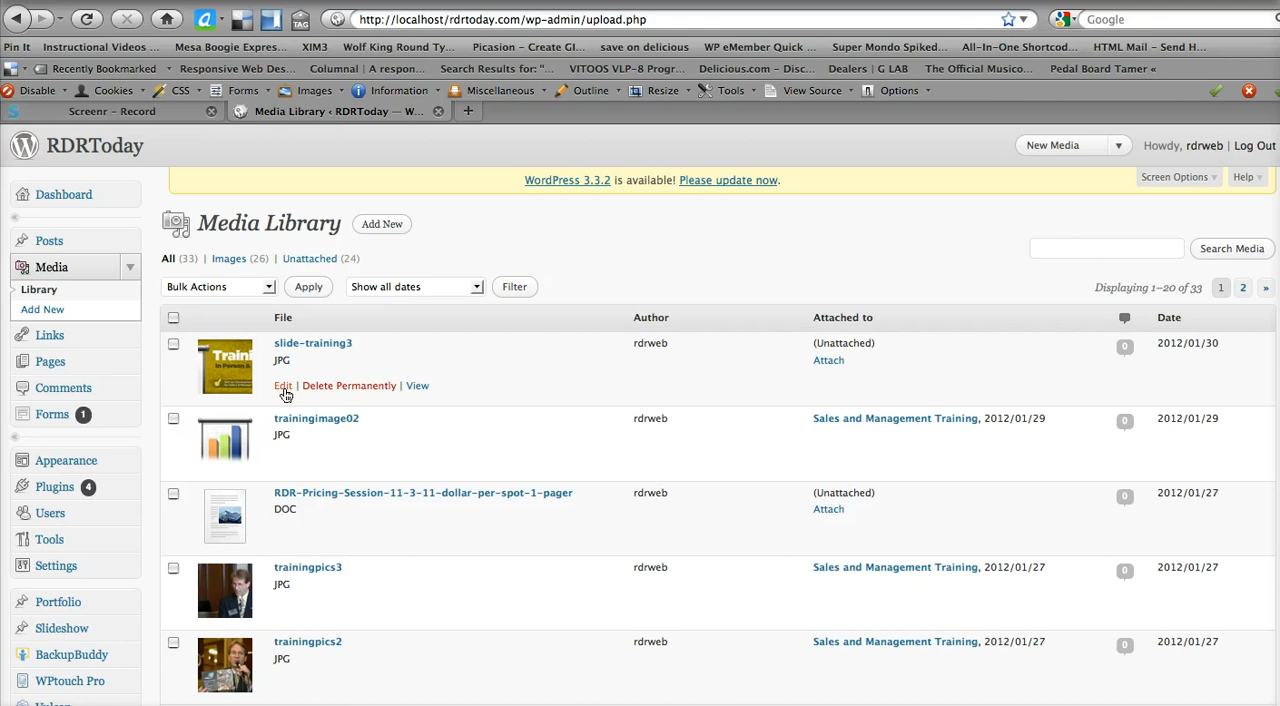 http://localhost/rdrtoday.com/wp-admin/upload.php
Google
Pin It Instructional Videos ... Mesa Boogie Expres... XIM3 Wolf King Round Ty... Picasion - Create GI... save on delicious WP eMember Quick ... Super Mondo Spiked... All-In-One Shortcod... HTML Mail - Send H...
Recently Bookmarked Responsive Web Des... Columnal | A respon... Search Results for: "... VITOOS VLP-8 Progr... Delicious.com - Disc... Dealers | G LAB The Official Musico... Pedal Board Tamer «
Disable Cookies CSS Forms Images Information Miscellaneous Outline Resize Tools View Source Options
Screenr - Record Media Library ‹ RDRToday — W...
RDRToday New Media Howdy, rdrweb | Log Out
WordPress 3.3.2 is available! Please update now. Screen Options Help
Dashboard
Posts
Media
Library
Add New
Links
Pages
Comments
Forms 1
Appearance
Plugins 4
Users
Tools
Settings
Portfolio
Slideshow
BackupBuddy
WPtouch Pro
Media Library Add New
All (33) | Images (26) | Unattached (24) Search Media
Bulk Actions Apply Show all dates Filter Displaying 1–20 of 33 1 2 »
File Author Attached to Date
slide-training3 rdrweb (Unattached) 0 2012/01/30
JPG Attach
Edit | Delete Permanently | View
trainingimage02 rdrweb Sales and Management Training, 2012/01/29 0 2012/01/29
JPG
RDR-Pricing-Session-11-3-11-dollar-per-spot-1-pager rdrweb (Unattached) 0 2012/01/27
DOC Attach
trainingpics3 rdrweb Sales and Management Training, 2012/01/27 0 2012/01/27
JPG
trainingpics2 rdrweb Sales and Management Training, 2012/01/27 0 2012/01/27
JPG